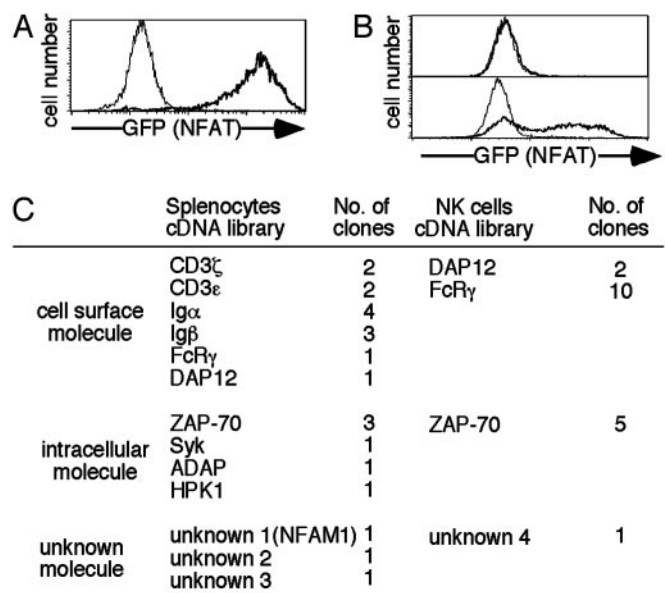 A
cell number
GFP (NFAT)
B
cell number
GFP (NFAT)
C
Splenocytes cDNA library No. of clones NK cells cDNA library No. of clones
cell surface molecule
CD3ζ 2 DAP12 2
CD3ε 2 FcRγ 10
Igα 4
Igβ 3
FcRγ 1
DAP12 1
intracellular molecule
ZAP-70 3 ZAP-70 5
Syk 1
ADAP 1
HPK1 1
unknown molecule
unknown 1(NFAM1) 1 unknown 4 1
unknown 2 1
unknown 3 1